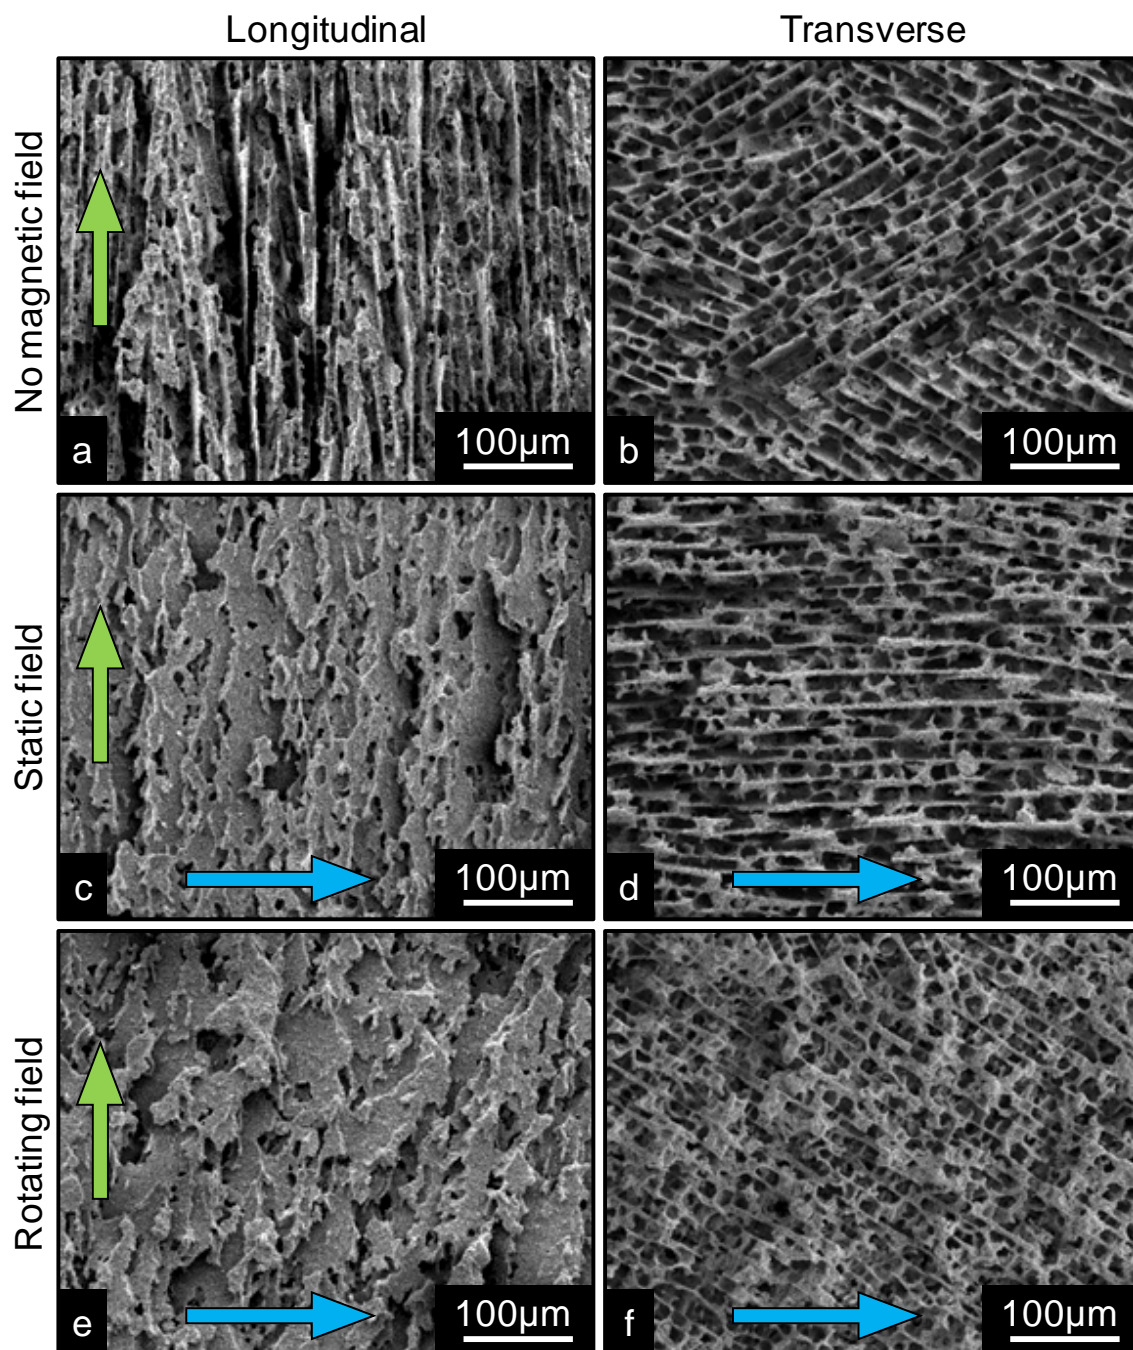 Longitudinal
Transverse
No magnetic field
a
100µm
b
100µm
Static field
c
100µm
d
100µm
Rotating field
e
100µm
f
100µm